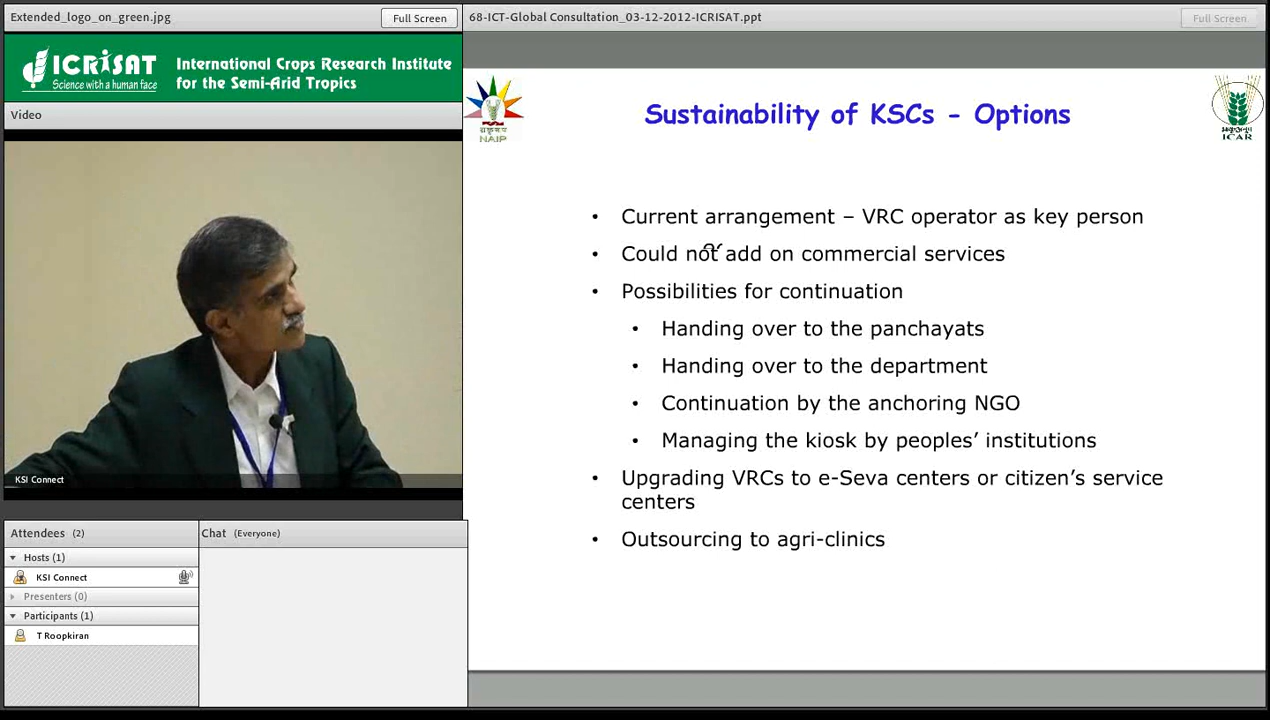 Extended_logo_on_green.jpg
Full Screen
ICRISAT
Science with a human face
International Crops Research Institute
for the Semi-Arid Tropics
Video
KSI Connect
Attendees (2)
Hosts (1)
KSI Connect
Presenters (0)
Participants (1)
T Roopkiran
Chat (Everyone)
68-ICT-Global Consultation_03-12-2012-ICRISAT.ppt
Full Screen
NAIP
Sustainability of KSCs - Options
ICAR
• Current arrangement – VRC operator as key person
• Could not add on commercial services
• Possibilities for continuation
• Handing over to the panchayats
• Handing over to the department
• Continuation by the anchoring NGO
• Managing the kiosk by peoples’ institutions
• Upgrading VRCs to e-Seva centers or citizen’s service
centers
• Outsourcing to agri-clinics